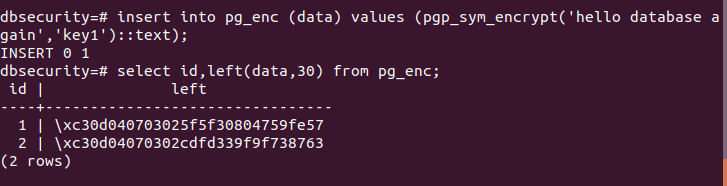 dbsecurity=# insert into pg_enc (data) values (pgp_sym_encrypt('hello database a
gain','key1')::text);
INSERT 0 1
dbsecurity=# select id,left(data,30) from pg_enc;
 id |              left
----+--------------------------------
  1 | \xc30d040703025f5f30804759fe57
  2 | \xc30d04070302cdfd339f9f738763
(2 rows)